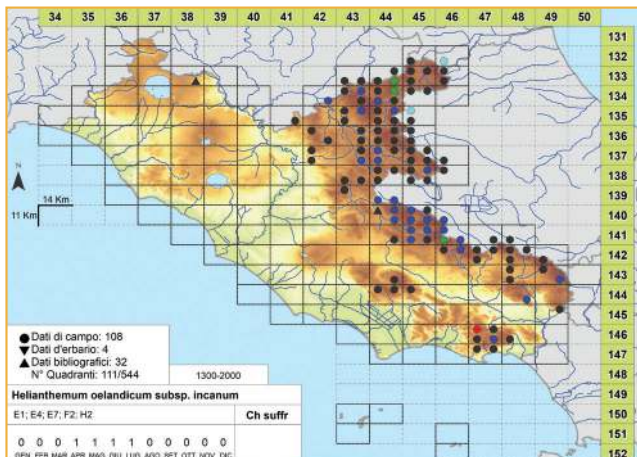 34 35 36 37 38 39 40 41 42 43 44 45 46 47 48 49 50
131
132
133
134
135
136
137
138
139
140
141
142
143
144
145
146
147
148
149
150
151
152
N
14 Km
11 Km
Dati di campo: 108
Dati d'erbario: 4
Dati bibliografici: 32
N° Quadranti: 111/544
1300-2000
Helianthemum oelandicum subsp. incanum
E1; E4; E7; F2; H2
Ch suffr
0 0 0 1 1 1 1 0 0 0 0 0
GEN FEB MAR APR MAG GIU LUG AGO SET OTT NOV DIC